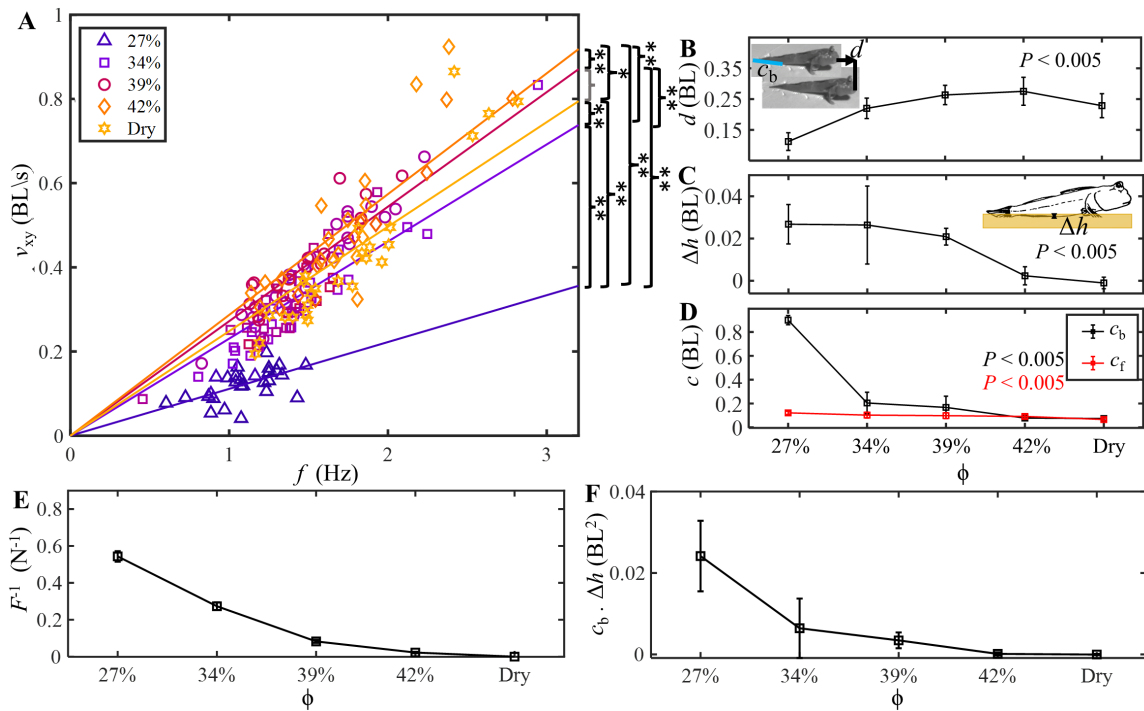 A
1
0.8
0.6
0.4
0.2
0
0
1
2
3
v_xy (BL\s)
f (Hz)
27%
34%
39%
42%
Dry
**
**
**
**
*
**
**
**
**
**
B
0.35
0.25
0.15
d (BL)
c_b
d
P < 0.005
C
0.04
0.02
0
Δh (BL)
Δh
P < 0.005
D
0.8
0.6
0.4
0.2
0
c (BL)
c_b
c_f
P < 0.005
P < 0.005
27%
34%
39%
42%
Dry
ϕ
E
0.8
0.6
0.4
0.2
0
F⁻¹ (N⁻¹)
27%
34%
39%
42%
Dry
ϕ
F
0.04
0.02
0
c_b . Δh (BL²)
27%
34%
39%
42%
Dry
ϕ